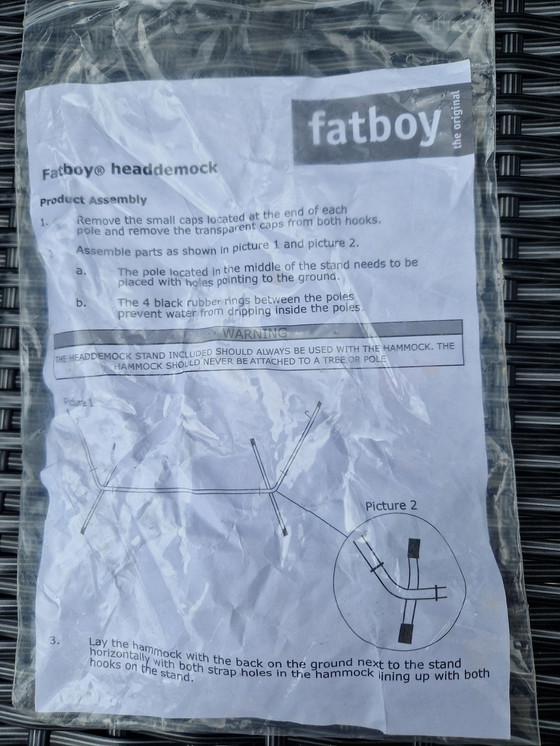 fatboy
the original
Fatboy® headdemock
Product Assembly
1. Remove the small caps located at the end of each
pole and remove the transparent caps from both hooks.
Assemble parts as shown in picture 1 and picture 2.
a. The pole located in the middle of the stand needs to be
placed with holes pointing to the ground.
b. The 4 black rubber rings between the poles
prevent water from dripping inside the poles.
WARNING
THE HEADDEMOCK STAND INCLUDED SHOULD ALWAYS BE USED WITH THE HAMMOCK. THE
HAMMOCK SHOULD NEVER BE ATTACHED TO A TREE OR POLE
Picture 1
Picture 2
3. Lay the hammock with the back on the ground next to the stand
horizontally with both strap holes in the hammock lining up with both
hooks on the stand.